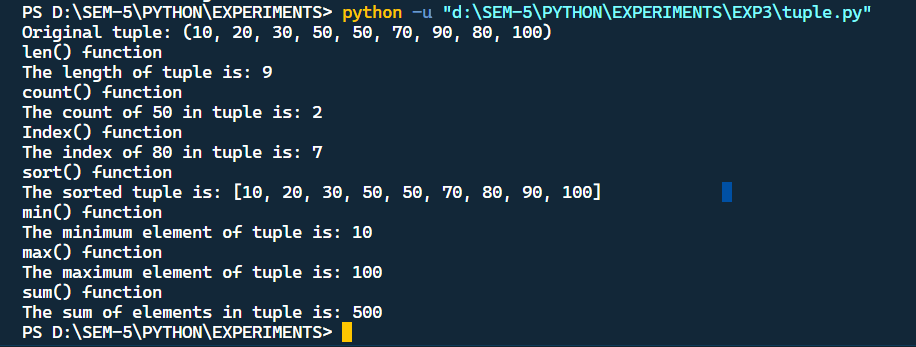 PS D:\SEM-5\PYTHON\EXPERIMENTS> python -u "d:\SEM-5\PYTHON\EXPERIMENTS\EXP3\tuple.py"
Original tuple: (10, 20, 30, 50, 50, 70, 90, 80, 100)
len() function
The length of tuple is: 9
count() function
The count of 50 in tuple is: 2
Index() function
The index of 80 in tuple is: 7
sort() function
The sorted tuple is: [10, 20, 30, 50, 50, 70, 80, 90, 100]
min() function
The minimum element of tuple is: 10
max() function
The maximum element of tuple is: 100
sum() function
The sum of elements in tuple is: 500
PS D:\SEM-5\PYTHON\EXPERIMENTS>